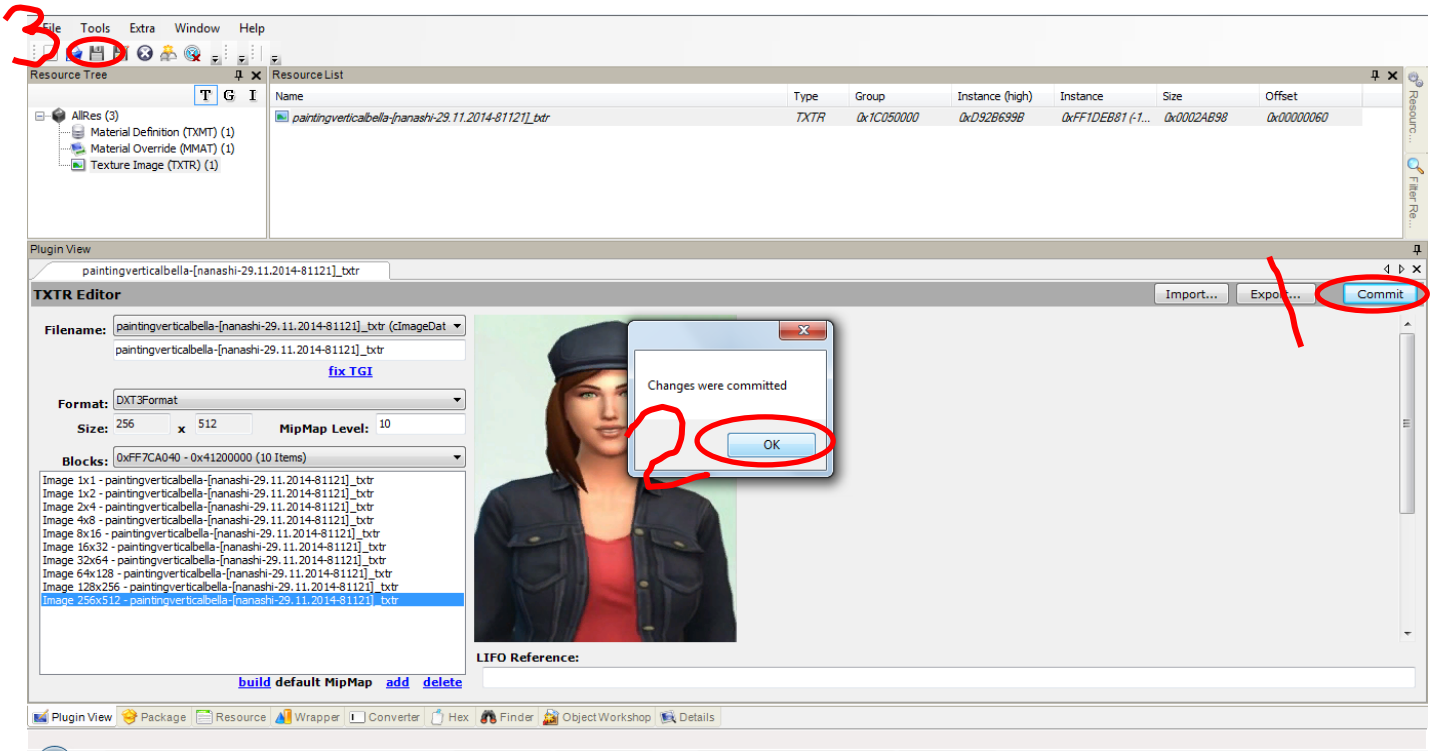 3
File Tools Extra Window Help
Resource Tree
T G I
AllRes (3)
Material Definition (TXMT) (1)
Material Override (MMAT) (1)
Texture Image (TXTR) (1)
Resource List
Name Type Group Instance (high) Instance Size Offset
paintingverticalbella-[nanashi-29.11.2014-81121]_txtr TXTR 0x1C050000 0xD92B699B 0xFF1DEB81 (-1... 0x0002AB98 0x00000060
Resourc...
Filter Re...
Plugin View
paintingverticalbella-[nanashi-29.11.2014-81121]_txtr
TXTR Editor
Import... Export... Commit
1
Filename: paintingverticalbella-[nanashi-29.11.2014-81121]_txtr (cImageDat
paintingverticalbella-[nanashi-29.11.2014-81121]_txtr
fix TGI
Format: DXT3Format
Size: 256 x 512 MipMap Level: 10
Blocks: 0xFF7CA040 - 0x41200000 (10 Items)
Image 1x1 - paintingverticalbella-[nanashi-29.11.2014-81121]_txtr
Image 1x2 - paintingverticalbella-[nanashi-29.11.2014-81121]_txtr
Image 2x4 - paintingverticalbella-[nanashi-29.11.2014-81121]_txtr
Image 4x8 - paintingverticalbella-[nanashi-29.11.2014-81121]_txtr
Image 8x16 - paintingverticalbella-[nanashi-29.11.2014-81121]_txtr
Image 16x32 - paintingverticalbella-[nanashi-29.11.2014-81121]_txtr
Image 32x64 - paintingverticalbella-[nanashi-29.11.2014-81121]_txtr
Image 64x128 - paintingverticalbella-[nanashi-29.11.2014-81121]_txtr
Image 128x256 - paintingverticalbella-[nanashi-29.11.2014-81121]_txtr
Image 256x512 - paintingverticalbella-[nanashi-29.11.2014-81121]_txtr
build default MipMap add delete
Changes were committed
2
OK
LIFO Reference:
Plugin View Package Resource Wrapper Converter Hex Finder Object Workshop Details